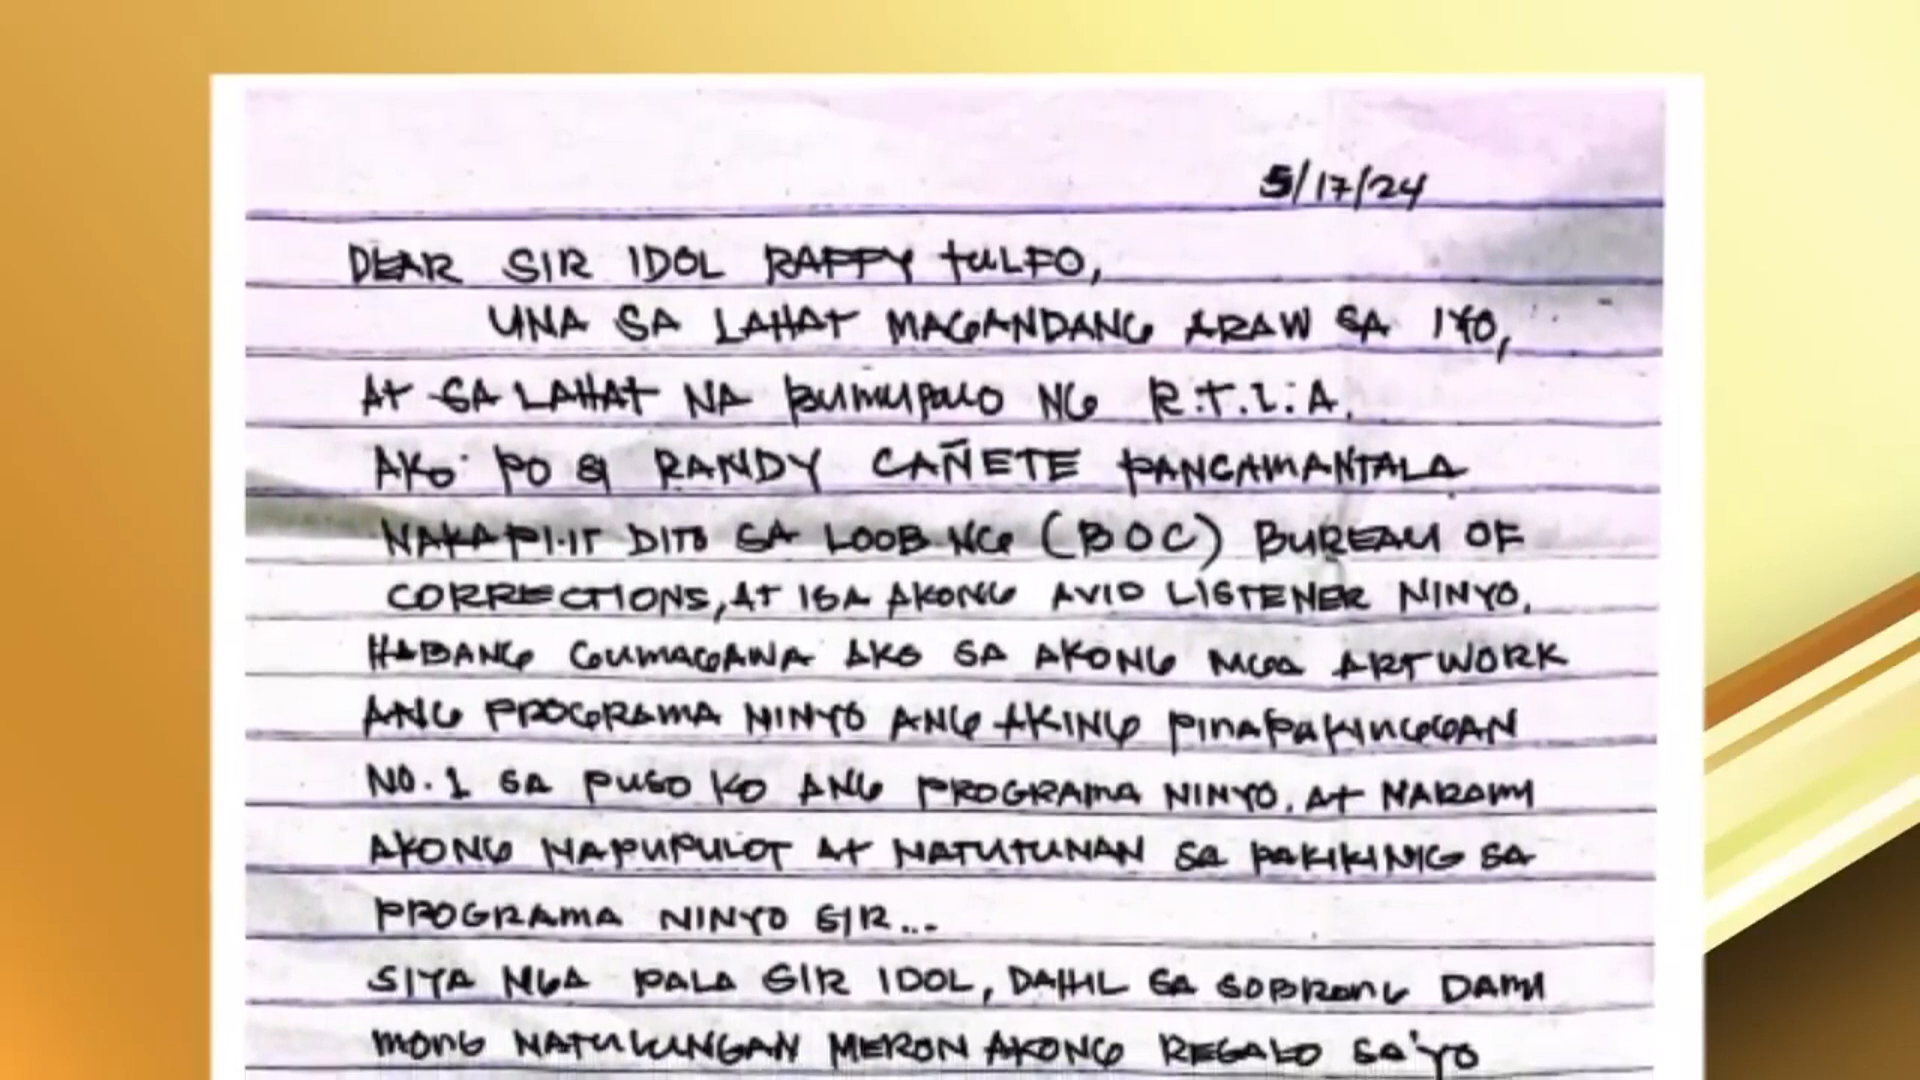 5/17/24
DEAR SIR IDOL RAFFY tULFO,
UNA SA LAHAT MAGANDANG ARAW SA IYO,
At SA LAHAT NA BUMUPUUO NG R.T.I.A.
AKO PO SI RANDY CAÑETE PANGAMANTALA
NAKAPI-IT DITO SA LOOB NG (BOC) BUREAU OF
CORRECTIONS, AT ISA AKONG AVID LISTENER NINYO.
HABANG GUMAGAWA AKO SA AKONG MGA ARTWORK
ANG PROGRAMA NINYO ANG AKING PINAPAKINGGAN
NO. 1 SA PUSO KO ANG PROGRAMA NINYO. At MARAMI
AKONG NAPUPULOT At NATUTUNAN SA PAKIKINIG SA
PROGRAMA NINYO SIR...
SIYA NGA PALA SIR IDOL, DAHIL SA SOBRANG DAMI
MONG NATULUNGAN MERON AKONG REGALO SA'YO